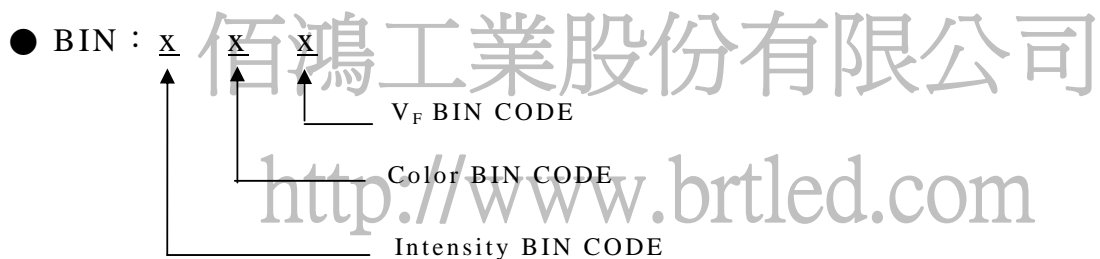 ● BIN：x x x
佰鴻工業股份有限公司
V_F BIN CODE
Color BIN CODE
http://www.brtled.com
Intensity BIN CODE